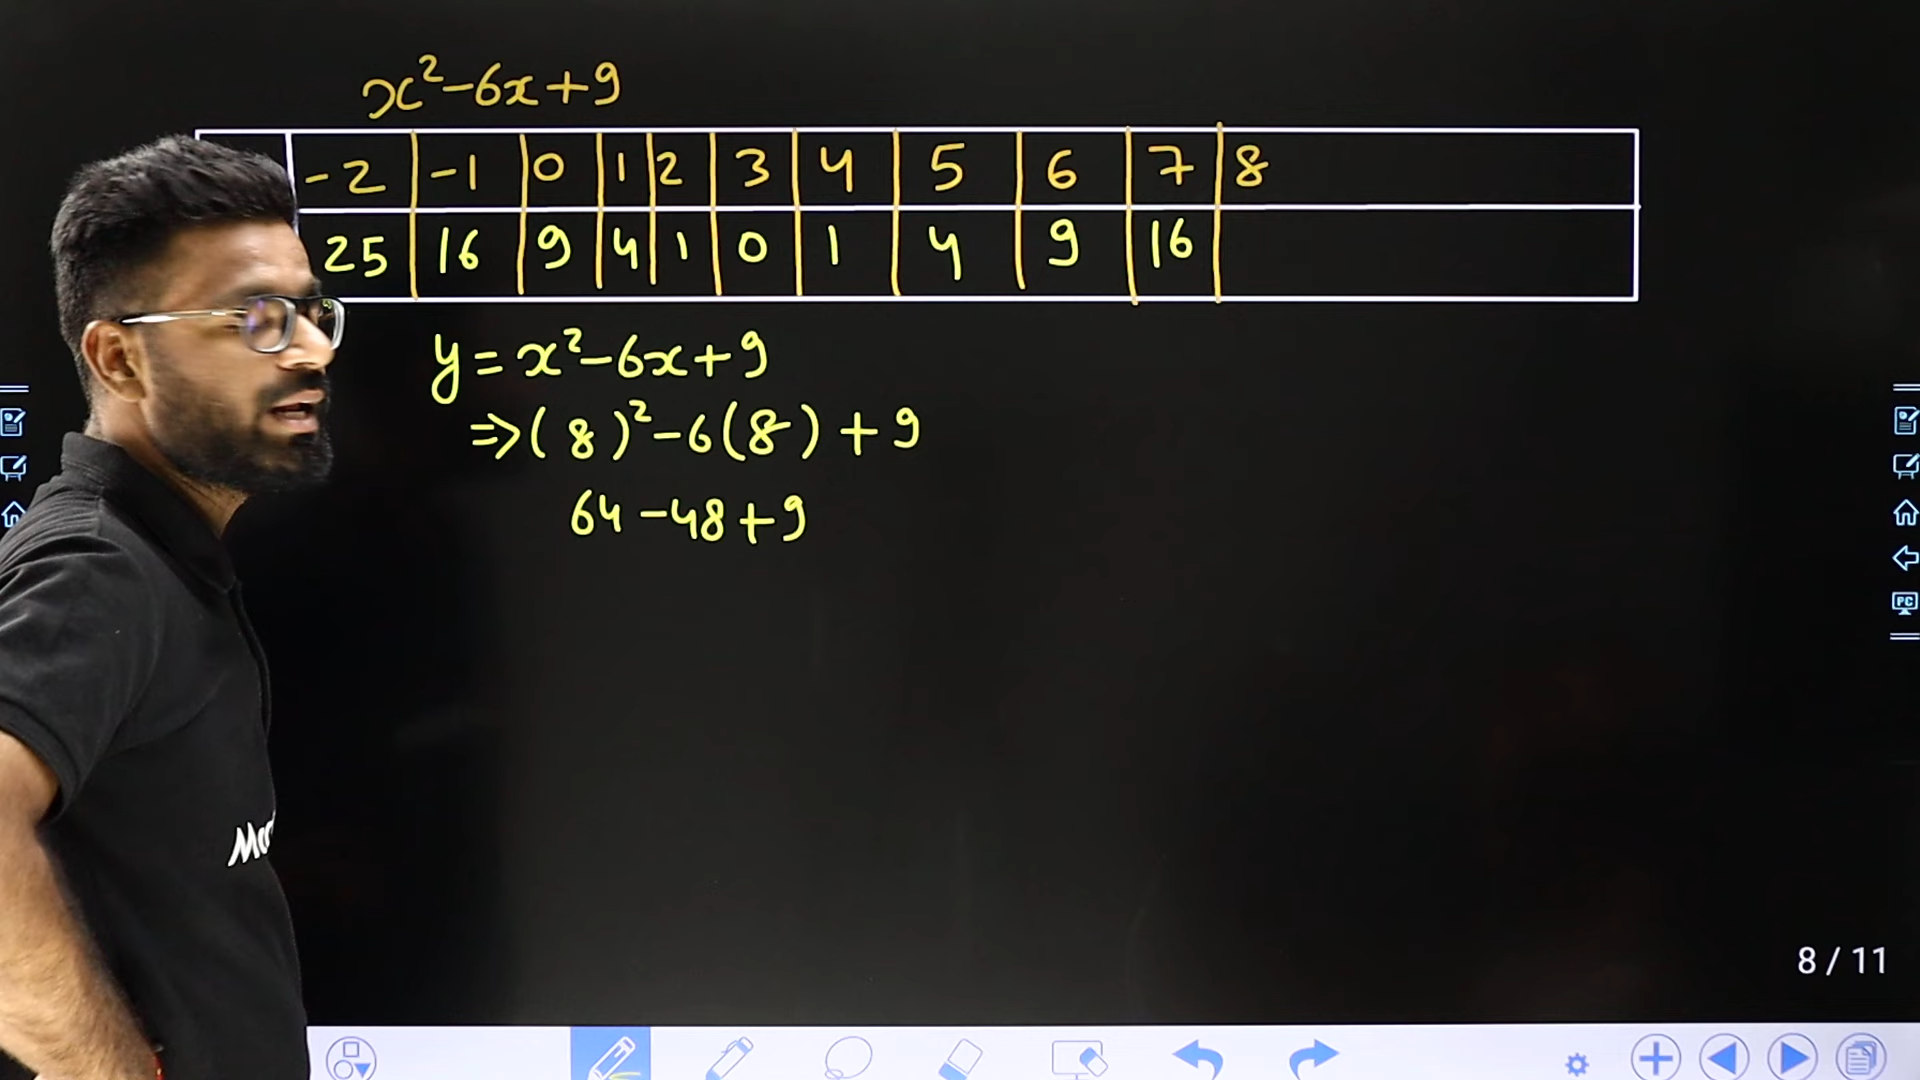 x²-6x+9
-2 -1 0 1 2 3 4 5 6 7 8
25 16 9 4 1 0 1 4 9 16
y = x²-6x+9
⇒(8)²-6(8)+9
64-48+9
PC
8 / 11